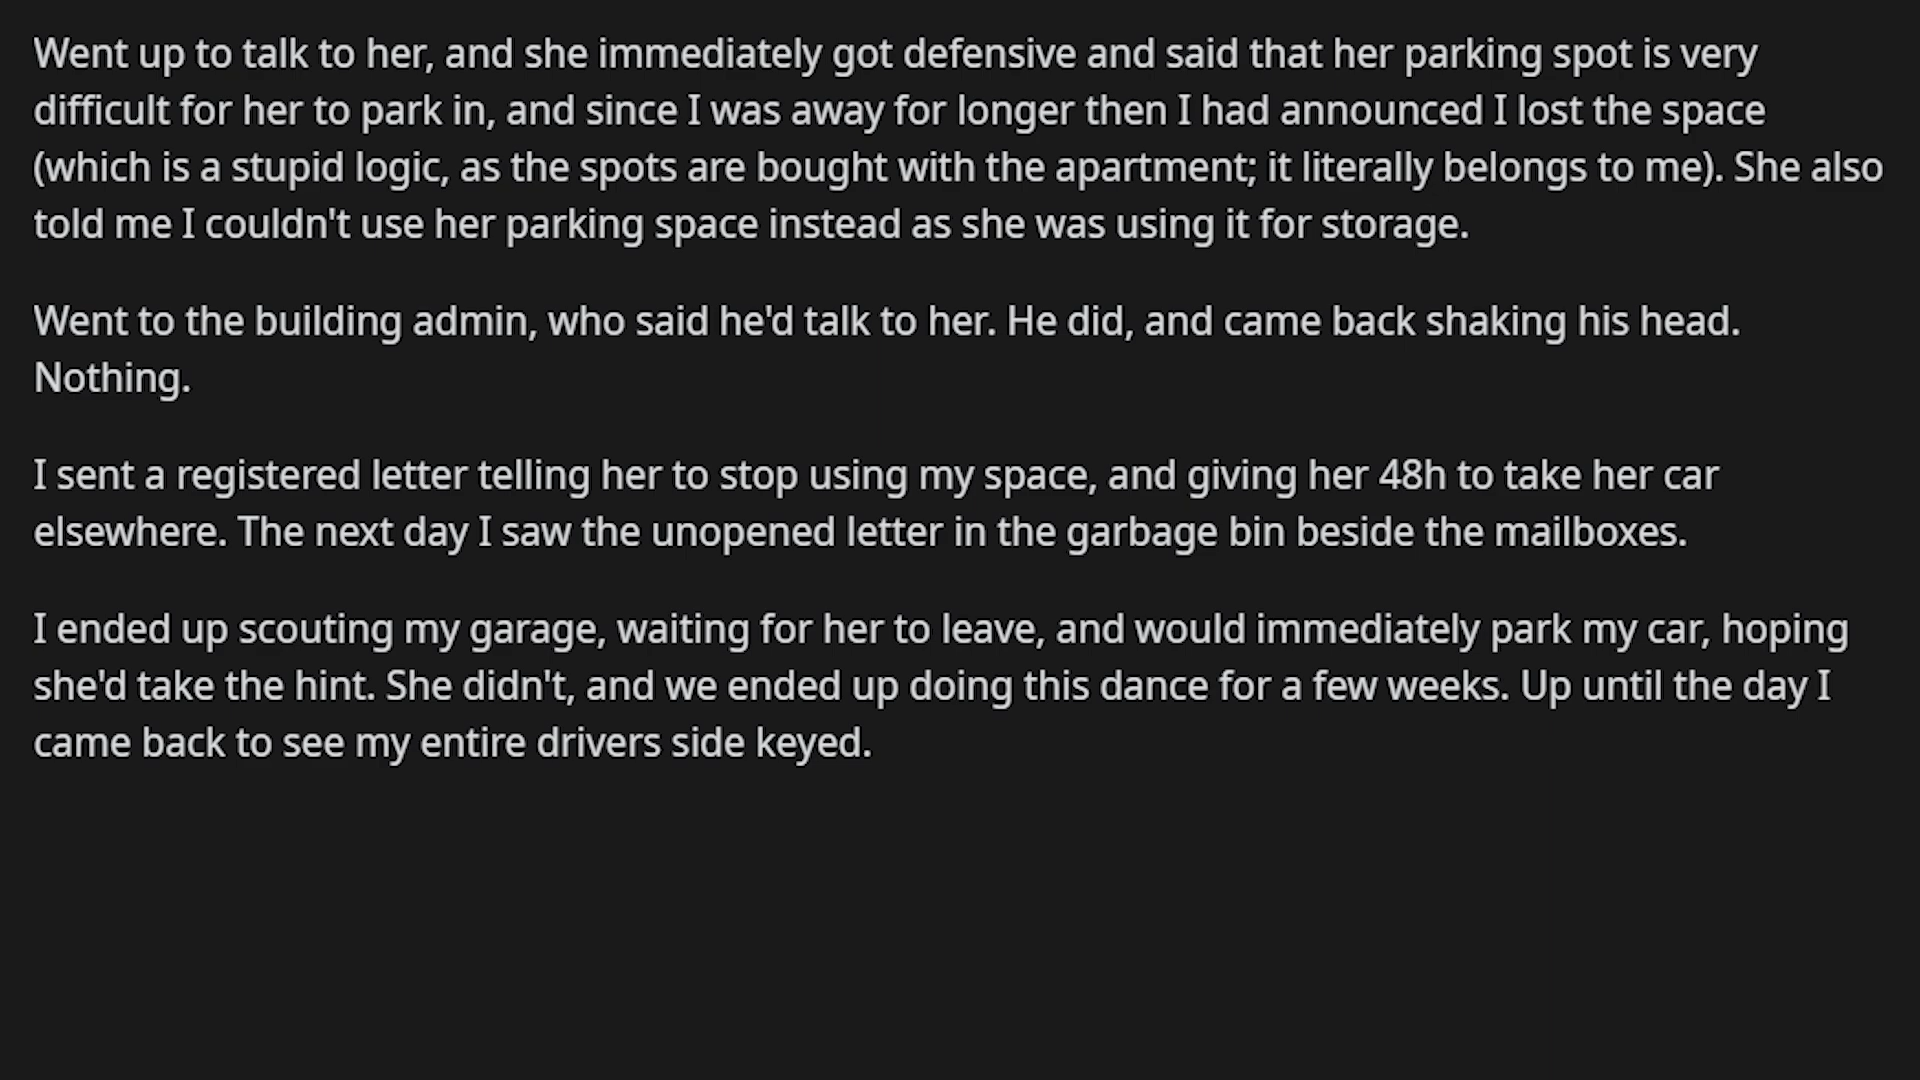 Went up to talk to her, and she immediately got defensive and said that her parking spot is very
difficult for her to park in, and since I was away for longer then I had announced I lost the space
(which is a stupid logic, as the spots are bought with the apartment; it literally belongs to me). She also
told me I couldn't use her parking space instead as she was using it for storage.
Went to the building admin, who said he'd talk to her. He did, and came back shaking his head.
Nothing.
I sent a registered letter telling her to stop using my space, and giving her 48h to take her car
elsewhere. The next day I saw the unopened letter in the garbage bin beside the mailboxes.
I ended up scouting my garage, waiting for her to leave, and would immediately park my car, hoping
she'd take the hint. She didn't, and we ended up doing this dance for a few weeks. Up until the day I
came back to see my entire drivers side keyed.